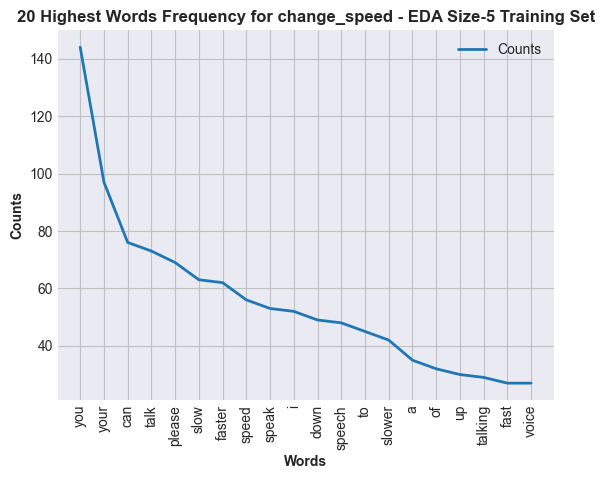 20 Highest Words Frequency for change_speed - EDA Size-5 Training Set
Counts
140
120
100
80
60
40
Counts
you
your
can
talk
please
slow
faster
speed
speak
i
down
speech
to
slower
a
of
up
talking
fast
voice
Words